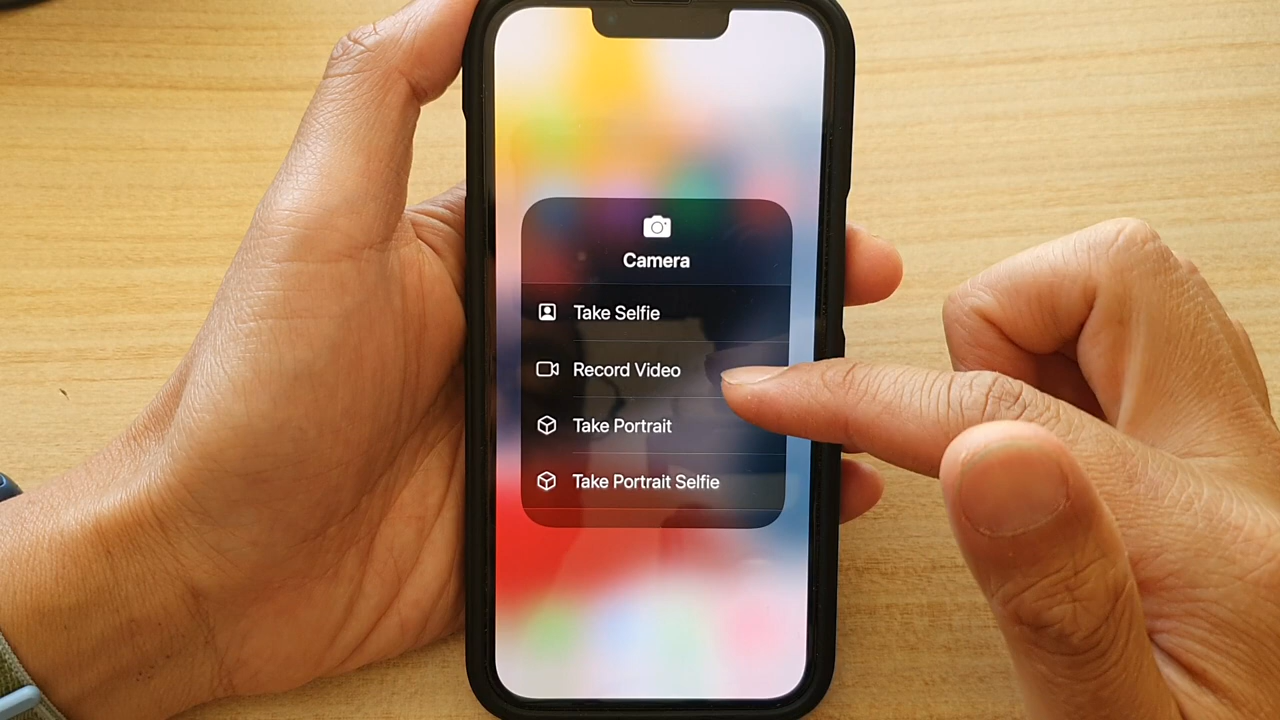 Camera
Take Selfie
Record Video
Take Portrait
Take Portrait Selfie